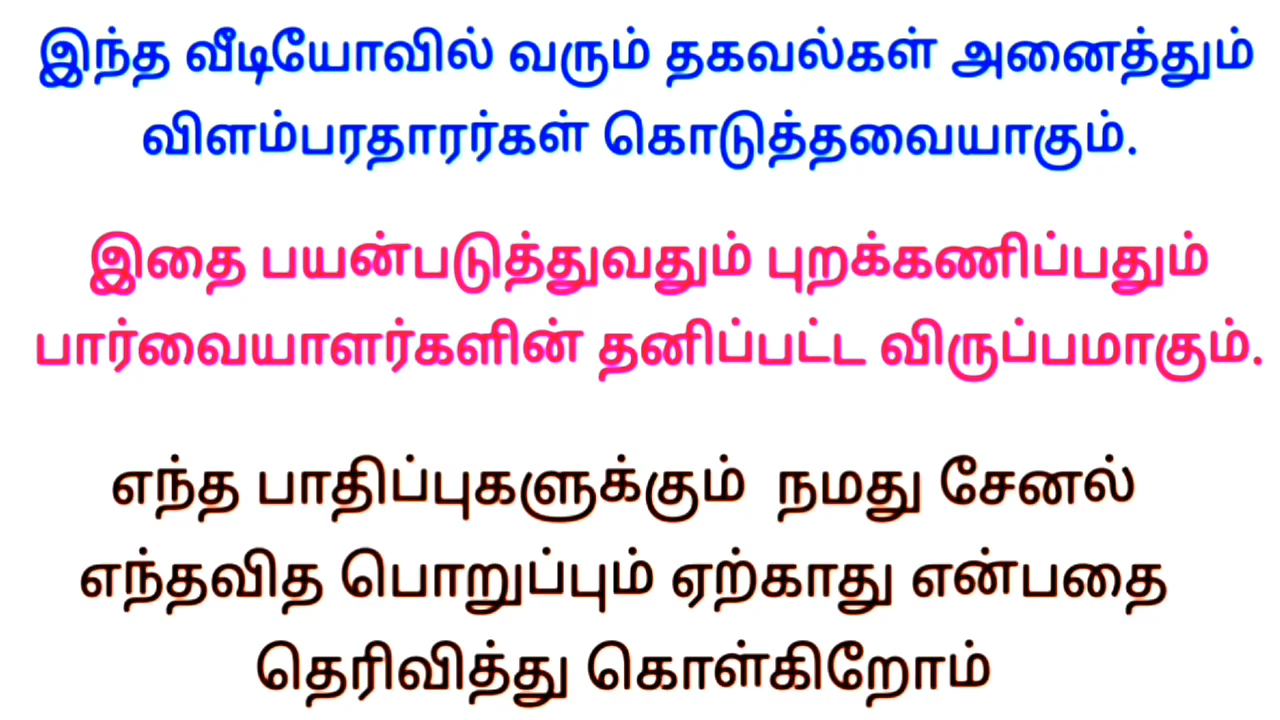 இந்த வீடியோவில் வரும் தகவல்கள் அனைத்தும்
விளம்பரதாரர்கள் கொடுத்தவையாகும்.
இதை பயன்படுத்துவதும் புறக்கணிப்பதும்
பார்வையாளர்களின் தனிப்பட்ட விருப்பமாகும்.
எந்த பாதிப்புகளுக்கும் நமது சேனல்
எந்தவித பொறுப்பும் ஏற்காது என்பதை
தெரிவித்து கொள்கிறோம்